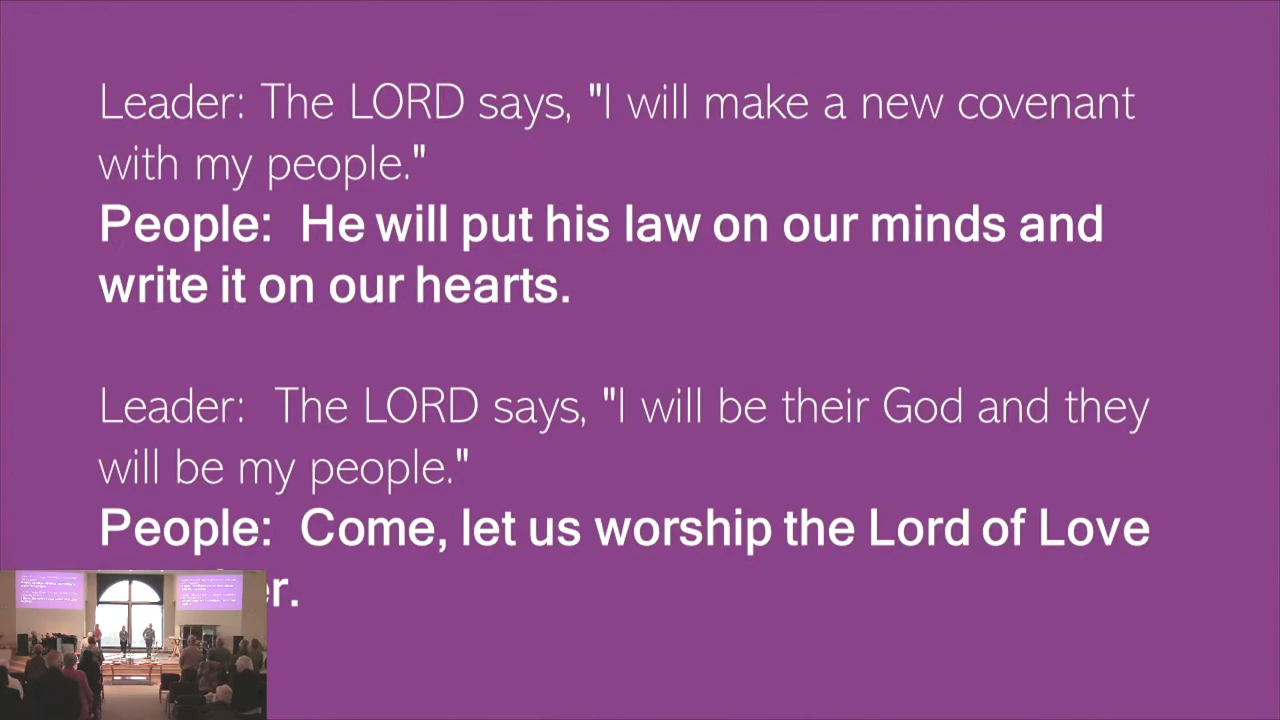 Leader: The LORD says, "I will make a new covenant
with my people."
People:  He will put his law on our minds and
write it on our hearts.
Leader:  The LORD says, "I will be their God and they
will be my people."
People:  Come, let us worship the Lord of Love